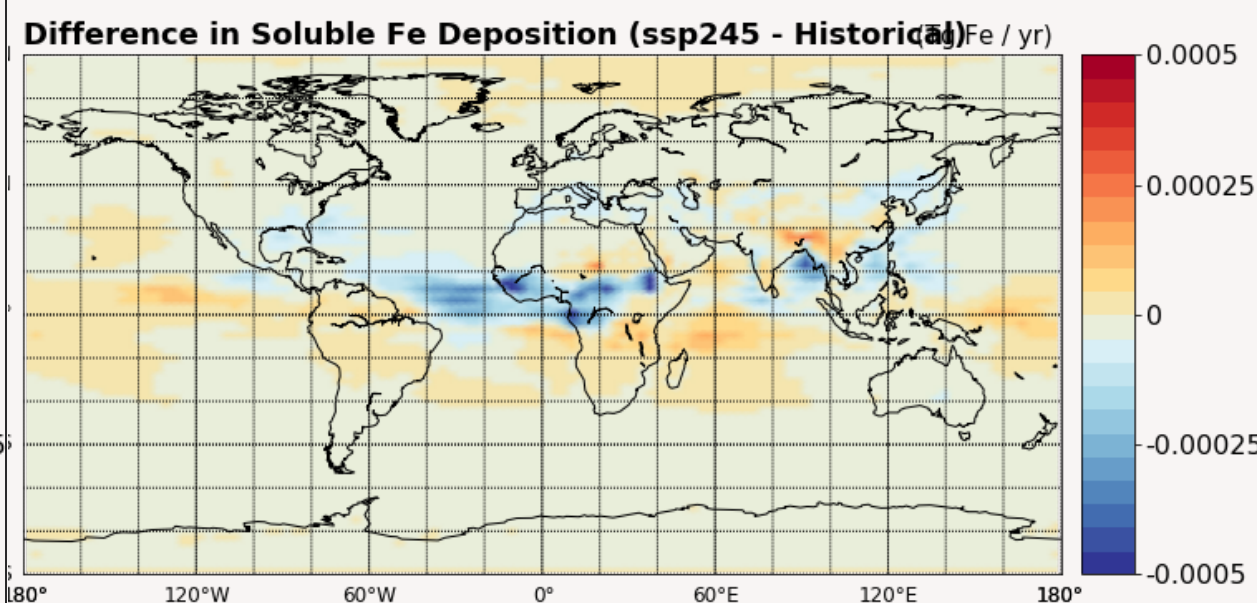 Difference in Soluble Fe Deposition (ssp245 - Historical)
(Tg Fe / yr)
0.0005
0.00025
0
-0.00025
-0.0005
180°
120°W
60°W
0°
60°E
120°E
180°